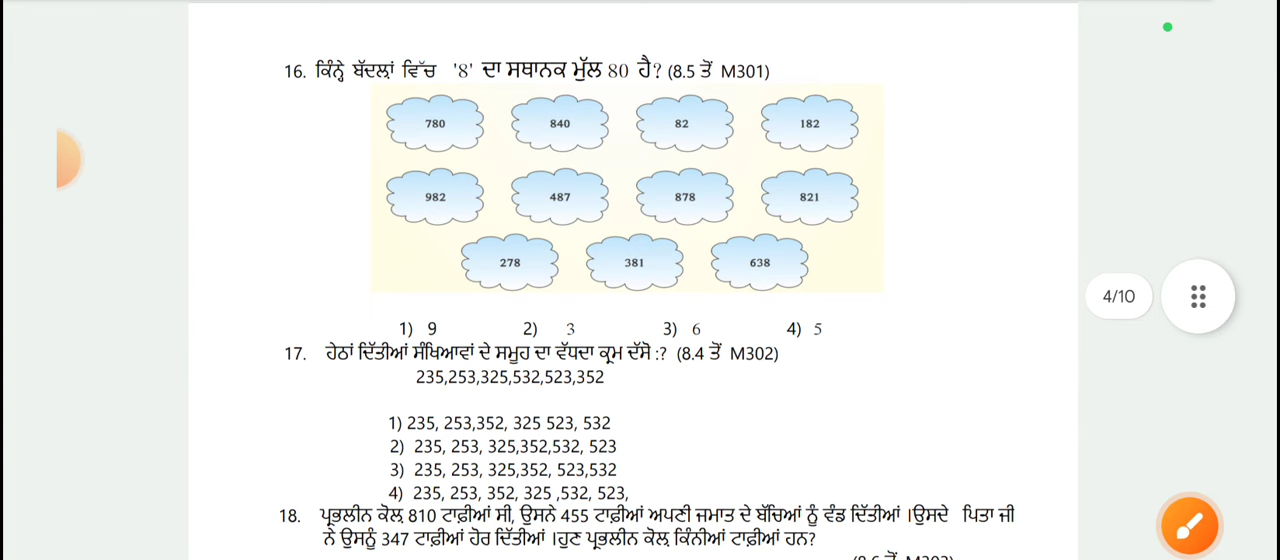 16. ਕਿੰਨ੍ਹੇ ਬੱਦਲਾਂ ਵਿੱਚ '8' ਦਾ ਸਥਾਨਕ ਮੁੱਲ 80 ਹੈ? (8.5 ਤੋਂ M301)
780 840 82 182
982 487 878 821
278 381 638
1) 9 2) 3 3) 6 4) 5
17. ਹੇਠਾਂ ਦਿੱਤੀਆਂ ਸੰਖਿਆਵਾਂ ਦੇ ਸਮੂਹ ਦਾ ਵੱਧਦਾ ਕ੍ਰਮ ਦੱਸੋ :? (8.4 ਤੋਂ M302)
235,253,325,532,523,352
1) 235, 253,352, 325 523, 532
2) 235, 253, 325,352,532, 523
3) 235, 253, 325,352, 523,532
4) 235, 253, 352, 325 ,532, 523,
18. ਪ੍ਰਭਲੀਨ ਕੋਲ਼ 810 ਟਾਫ਼ੀਆਂ ਸੀ, ਉਸਨੇ 455 ਟਾਫ਼ੀਆਂ ਅਪਣੀ ਜਮਾਤ ਦੇ ਬੱਚਿਆਂ ਨੂੰ ਵੰਡ ਦਿੱਤੀਆਂ ।ਉਸਦੇ ਪਿਤਾ ਜੀ
ਨੇ ਉਸਨੂੰ 347 ਟਾਫ਼ੀਆਂ ਹੋਰ ਦਿੱਤੀਆਂ ।ਹੁਣ ਪ੍ਰਭਲੀਨ ਕੋਲ਼ ਕਿੰਨੀਆਂ ਟਾਫ਼ੀਆਂ ਹਨ?
4/10